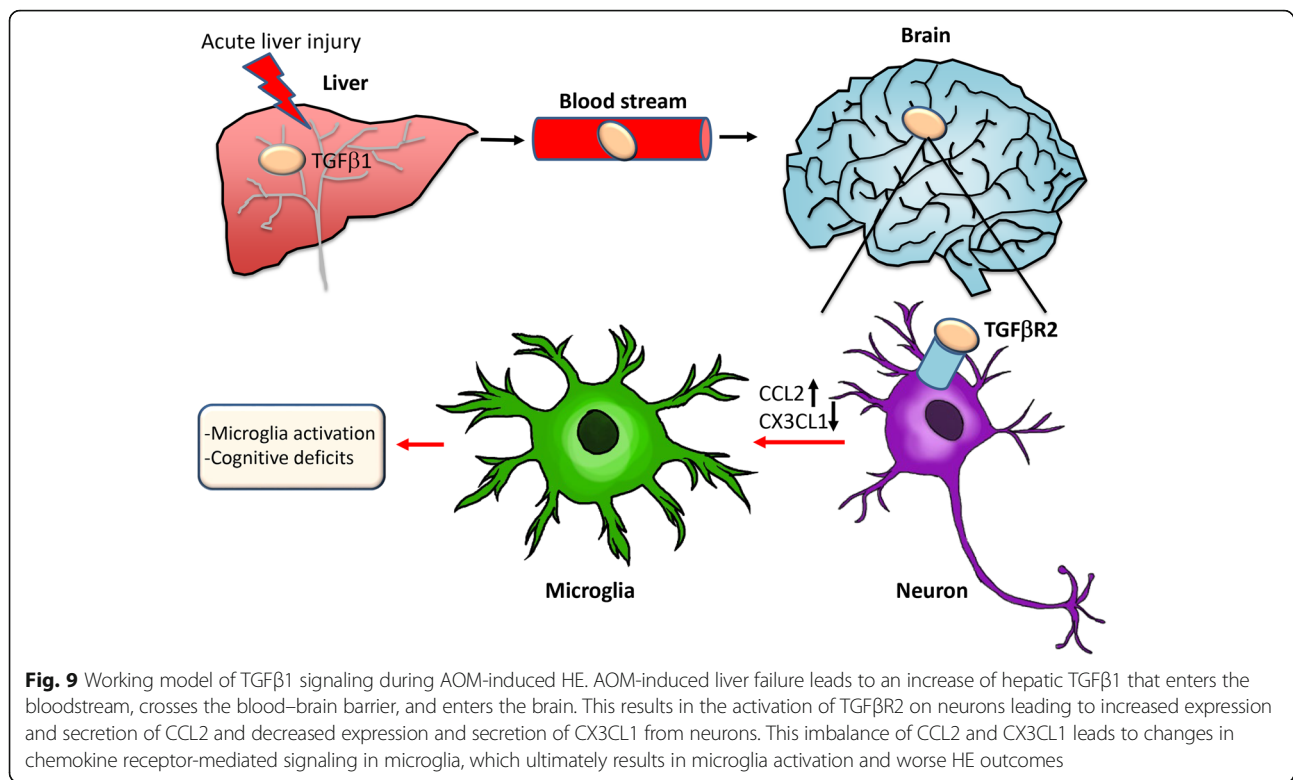 Acute liver injury
Liver
TGFβ1
Blood stream
Brain
TGFβR2
CCL2
CX3CL1
-Microglia activation
-Cognitive deficits
Microglia
Neuron
Fig. 9 Working model of TGFβ1 signaling during AOM-induced HE. AOM-induced liver failure leads to an increase of hepatic TGFβ1 that enters the
bloodstream, crosses the blood–brain barrier, and enters the brain. This results in the activation of TGFβR2 on neurons leading to increased expression
and secretion of CCL2 and decreased expression and secretion of CX3CL1 from neurons. This imbalance of CCL2 and CX3CL1 leads to changes in
chemokine receptor-mediated signaling in microglia, which ultimately results in microglia activation and worse HE outcomes